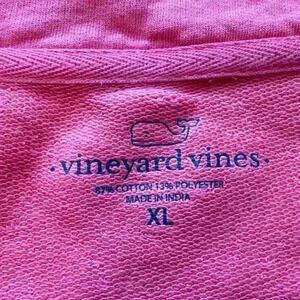 · vineyard vines ·
87% COTTON 13% POLYESTER
MADE IN INDIA
XL